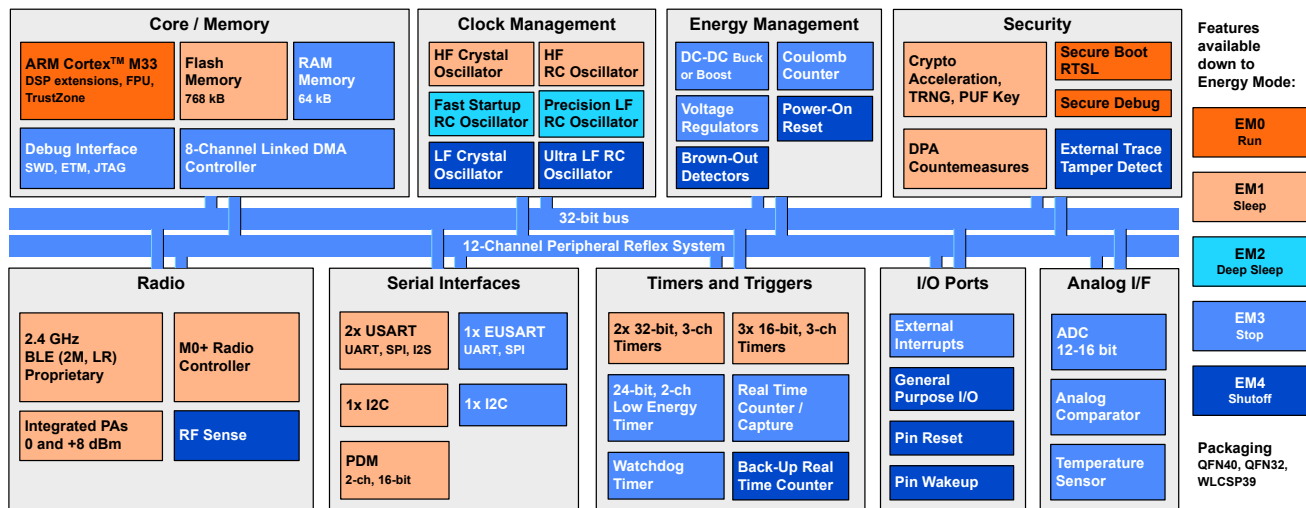 Core / Memory
ARM Cortex™ M33
DSP extensions, FPU,
TrustZone
Flash
Memory
768 kB
RAM
Memory
64 kB
Debug Interface
SWD, ETM, JTAG
8-Channel Linked DMA
Controller
Clock Management
HF Crystal
Oscillator
HF
RC Oscillator
Fast Startup
RC Oscillator
Precision LF
RC Oscillator
LF Crystal
Oscillator
Ultra LF RC
Oscillator
Energy Management
DC-DC Buck
or Boost
Coulomb
Counter
Voltage
Regulators
Power-On
Reset
Brown-Out
Detectors
Security
Crypto
Acceleration,
TRNG, PUF Key
Secure Boot
RTSL
Secure Debug
DPA
Countemeasures
External Trace
Tamper Detect
Features
available
down to
Energy Mode:
EM0
Run
EM1
Sleep
EM2
Deep Sleep
EM3
Stop
EM4
Shutoff
Packaging
QFN40, QFN32,
WLCSP39
32-bit bus
12-Channel Peripheral Reflex System
Radio
2.4 GHz
BLE (2M, LR)
Proprietary
M0+ Radio
Controller
Integrated PAs
0 and +8 dBm
RF Sense
Serial Interfaces
2x USART
UART, SPI, I2S
1x EUSART
UART, SPI
1x I2C
1x I2C
PDM
2-ch, 16-bit
Timers and Triggers
2x 32-bit, 3-ch
Timers
3x 16-bit, 3-ch
Timers
24-bit, 2-ch
Low Energy
Timer
Real Time
Counter /
Capture
Watchdog
Timer
Back-Up Real
Time Counter
I/O Ports
External
Interrupts
General
Purpose I/O
Pin Reset
Pin Wakeup
Analog I/F
ADC
12-16 bit
Analog
Comparator
Temperature
Sensor